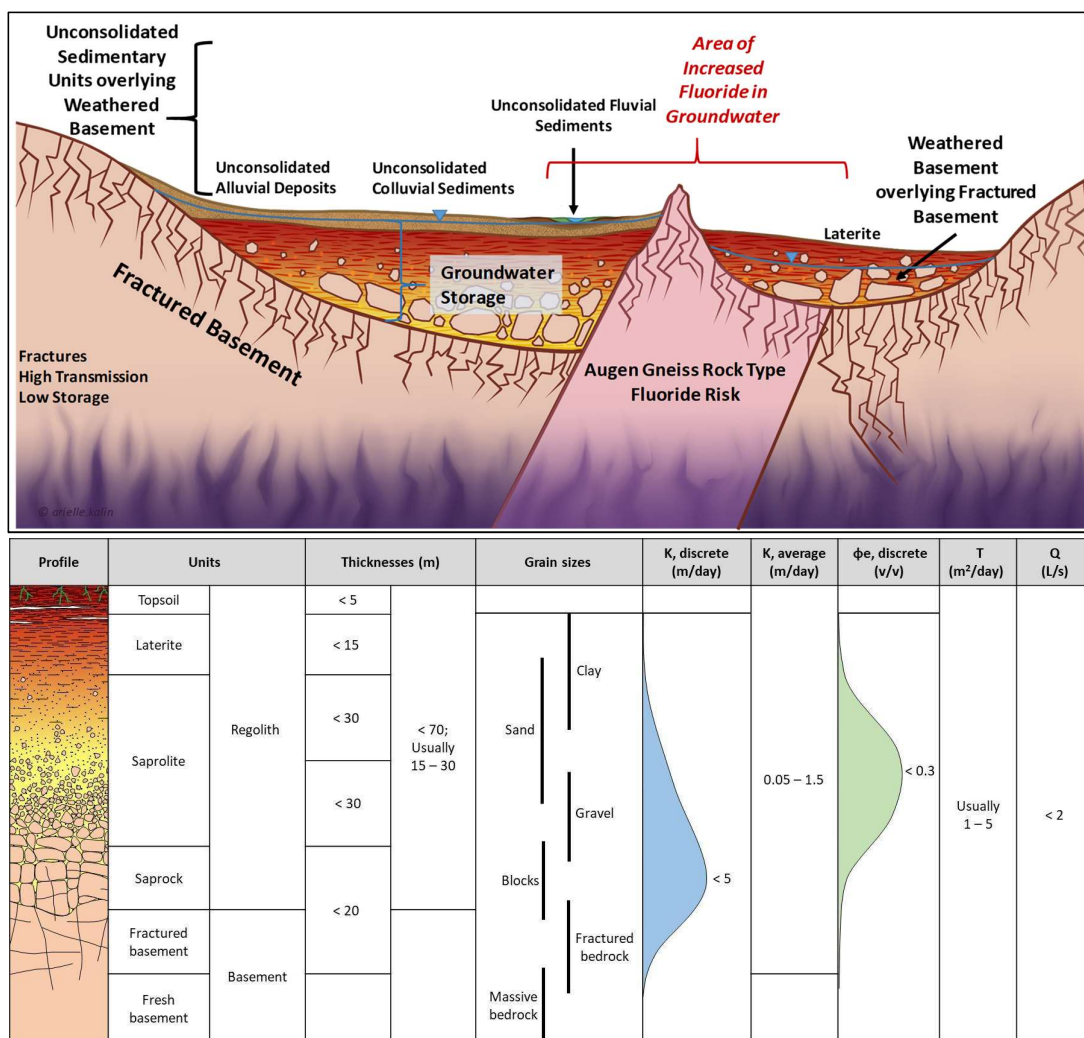 Unconsolidated
Sedimentary
Units overlying
Weathered
Basement
Unconsolidated
Alluvial Deposits
Unconsolidated
Colluvial Sediments
Unconsolidated Fluvial
Sediments
Area of
Increased
Fluoride in
Groundwater
Weathered
Basement
overlying Fractured
Basement
Laterite
Groundwater
Storage
Fractured Basement
Fractures
High Transmission
Low Storage
Augen Gneiss Rock Type
Fluoride Risk
© arielle.kalin
Profile
Units
Thicknesses (m)
Grain sizes
K, discrete
(m/day)
K, average
(m/day)
ϕe, discrete
(v/v)
T
(m²/day)
Q
(L/s)
Topsoil
< 5
Laterite
< 15
Clay
Saprolite
Regolith
< 30
< 30
< 70;
Usually
15 – 30
Sand
Gravel
0.05 – 1.5
< 0.3
Usually
1 – 5
< 2
Saprock
< 20
Blocks
< 5
Fractured
basement
Basement
Fractured
bedrock
Fresh
basement
Massive
bedrock